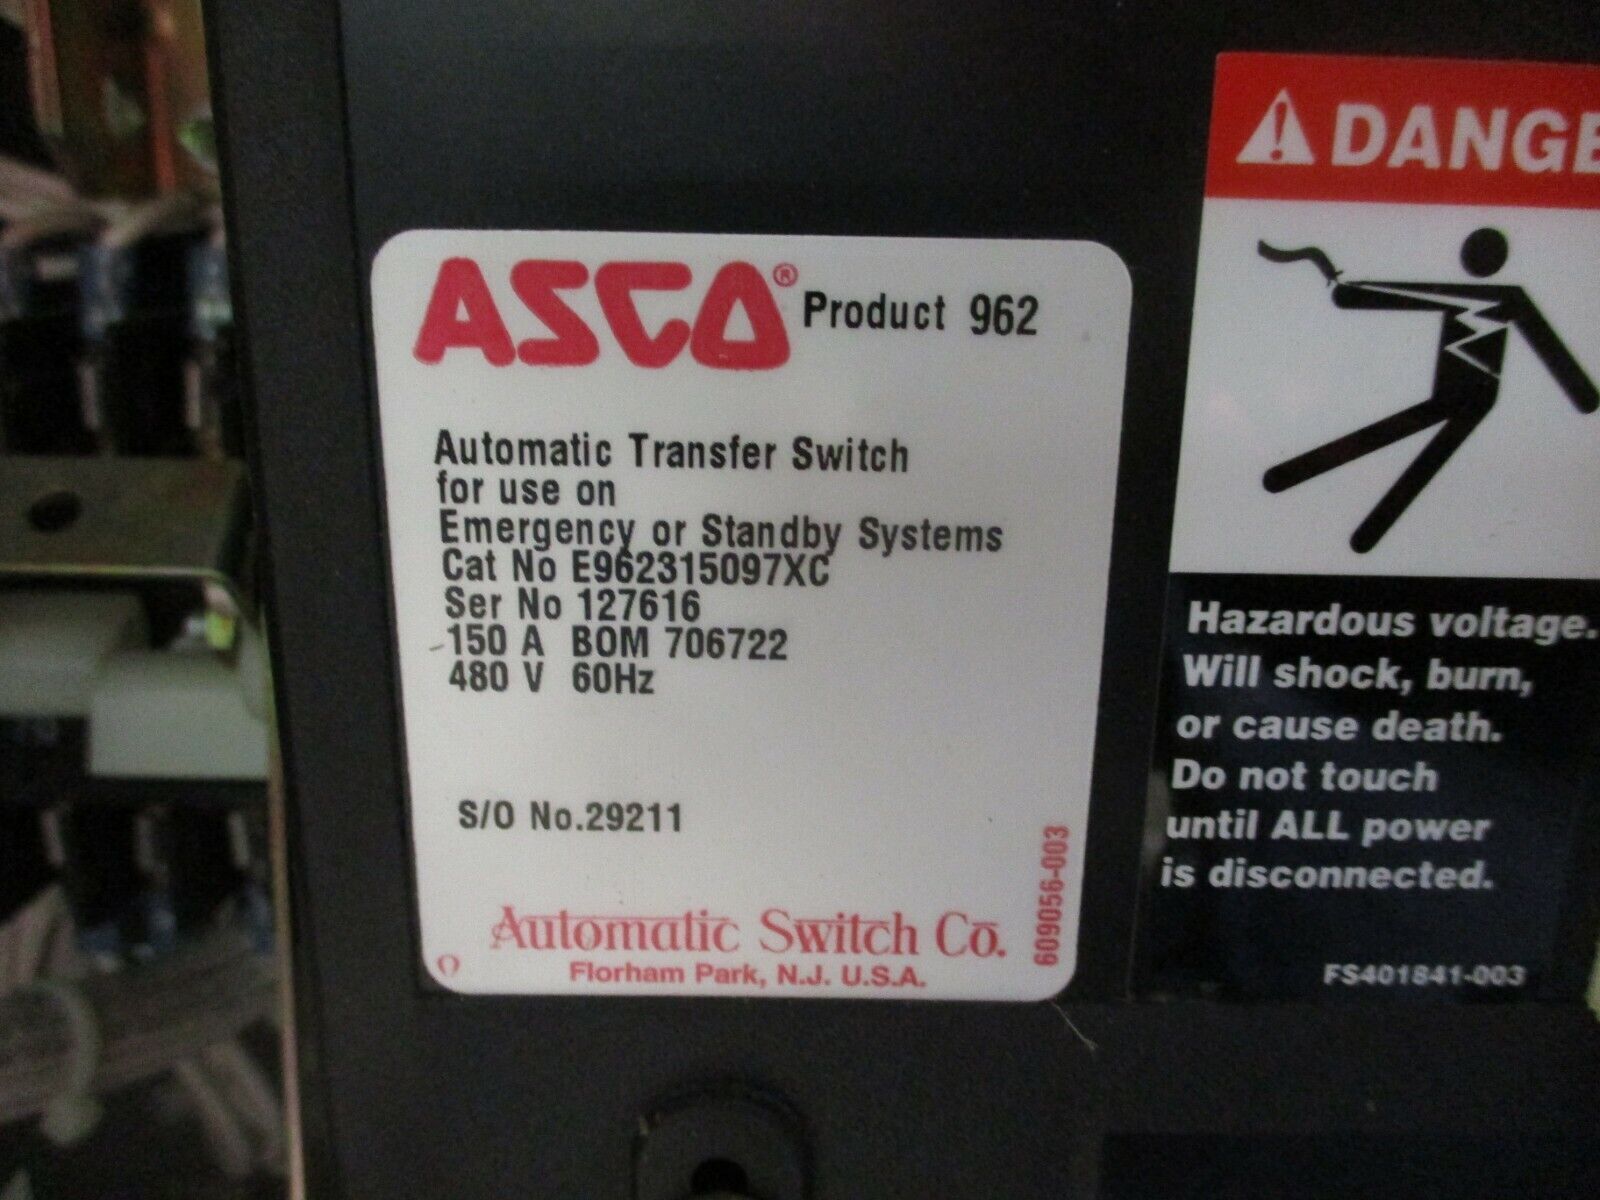 ASCO® Product 962
Automatic Transfer Switch
for use on
Emergency or Standby Systems
Cat No E962315097XC
Ser No 127616
150 A BOM 706722
480 V 60Hz
S/O No.29211
609056-003
Automatic Switch Co.
Florham Park, N.J. U.S.A.
DANGE
Hazardous voltage.
Will shock, burn,
or cause death.
Do not touch
until ALL power
is disconnected.
FS401841-003